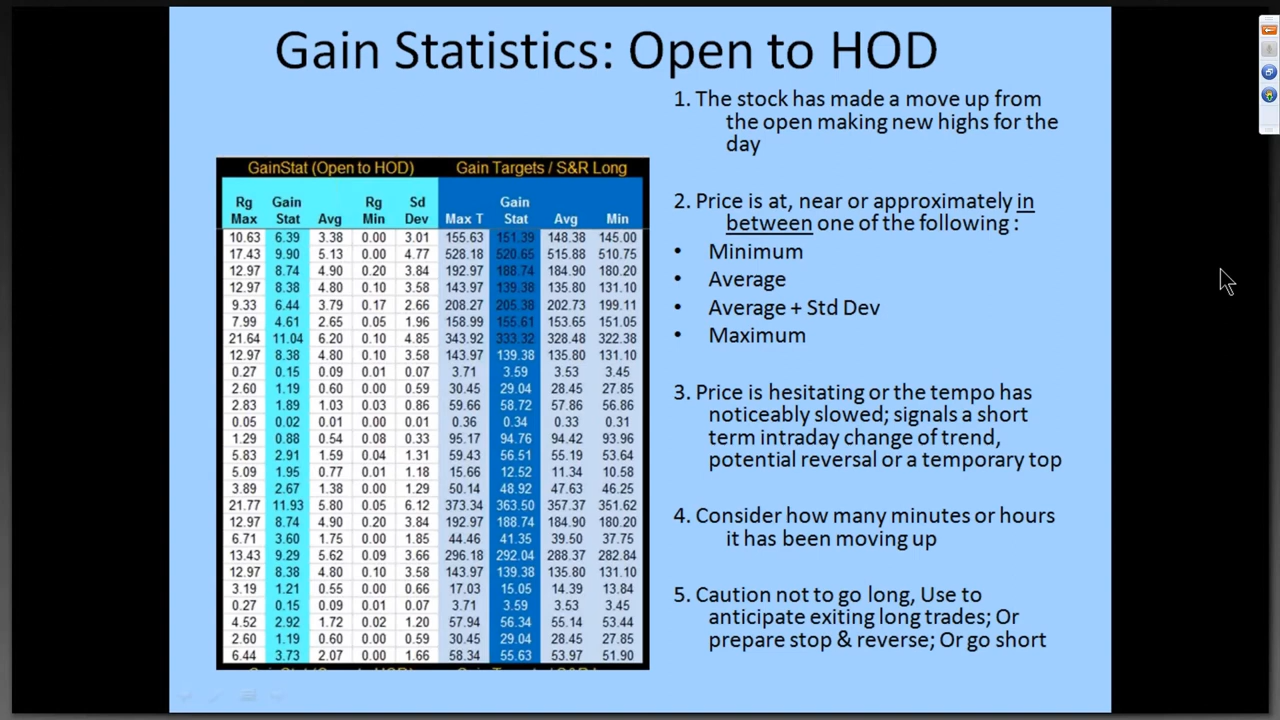 Gain Statistics: Open to HOD
1. The stock has made a move up from
the open making new highs for the
day
2. Price is at, near or approximately in
between one of the following :
• Minimum
• Average
• Average + Std Dev
• Maximum
3. Price is hesitating or the tempo has
noticeably slowed; signals a short
term intraday change of trend,
potential reversal or a temporary top
4. Consider how many minutes or hours
it has been moving up
5. Caution not to go long, Use to
anticipate exiting long trades; Or
prepare stop & reverse; Or go short
GainStat (Open to HOD) Gain Targets / S&R Long
Rg Gain Rg Sd Gain
Max Stat Avg Min Dev Max T Stat Avg Min
10.63 6.39 3.38 0.00 3.01 155.63 151.39 148.38 145.00
17.43 9.90 5.13 0.00 4.77 528.18 520.65 515.88 510.75
12.97 8.74 4.90 0.20 3.84 192.97 188.74 184.90 180.20
12.97 8.38 4.80 0.10 3.58 143.97 139.38 135.80 131.10
9.33 6.44 3.79 0.17 2.66 208.27 205.38 202.73 199.11
7.99 4.61 2.65 0.05 1.96 158.99 155.61 153.65 151.05
21.64 11.04 6.20 0.10 4.85 343.92 333.32 328.48 322.38
12.97 8.38 4.80 0.10 3.58 143.97 139.38 135.80 131.10
0.27 0.15 0.09 0.01 0.07 3.71 3.59 3.53 3.45
2.60 1.19 0.60 0.00 0.59 30.45 29.04 28.45 27.85
2.83 1.89 1.03 0.03 0.86 59.66 58.72 57.86 56.86
0.05 0.02 0.01 0.00 0.01 0.36 0.34 0.33 0.31
1.29 0.88 0.54 0.08 0.33 95.17 94.76 94.42 93.96
5.83 2.91 1.59 0.04 1.31 59.43 56.51 55.19 53.64
5.09 1.95 0.77 0.01 1.18 15.66 12.52 11.34 10.58
3.89 2.67 1.38 0.00 1.29 50.14 48.92 47.63 46.25
21.77 11.93 5.80 0.05 6.12 373.34 363.50 357.37 351.62
12.97 8.74 4.90 0.20 3.84 192.97 188.74 184.90 180.20
6.71 3.60 1.75 0.00 1.85 44.46 41.35 39.50 37.75
13.43 9.29 5.62 0.09 3.66 296.18 292.04 288.37 282.84
12.97 8.38 4.80 0.10 3.58 143.97 139.38 135.80 131.10
3.19 1.21 0.55 0.00 0.66 17.03 15.05 14.39 13.84
0.27 0.15 0.09 0.01 0.07 3.71 3.59 3.53 3.45
4.52 2.92 1.72 0.02 1.20 57.94 56.34 55.14 53.44
2.60 1.19 0.60 0.00 0.59 30.45 29.04 28.45 27.85
6.44 3.73 2.07 0.00 1.66 58.34 55.63 53.97 51.90